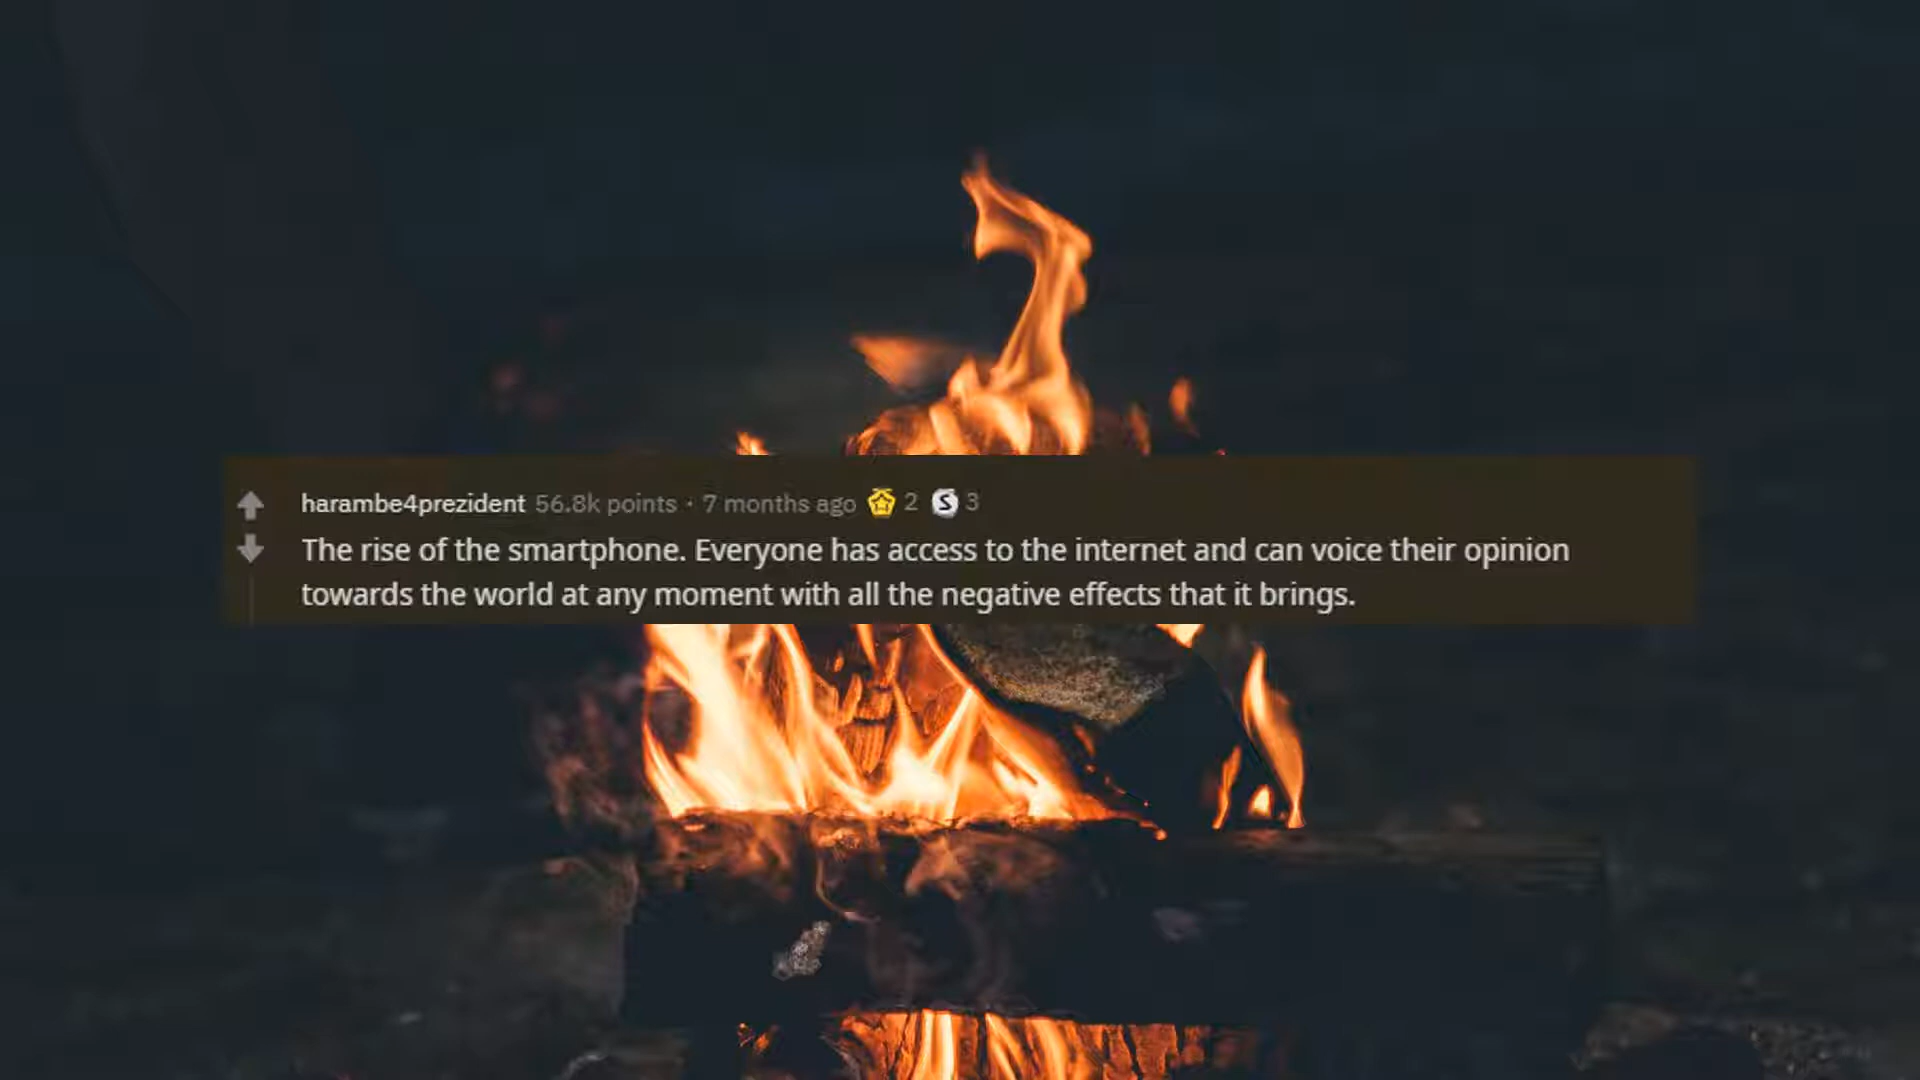 harambe4prezident 56.8k points · 7 months ago 2 S 3
The rise of the smartphone. Everyone has access to the internet and can voice their opinion
towards the world at any moment with all the negative effects that it brings.